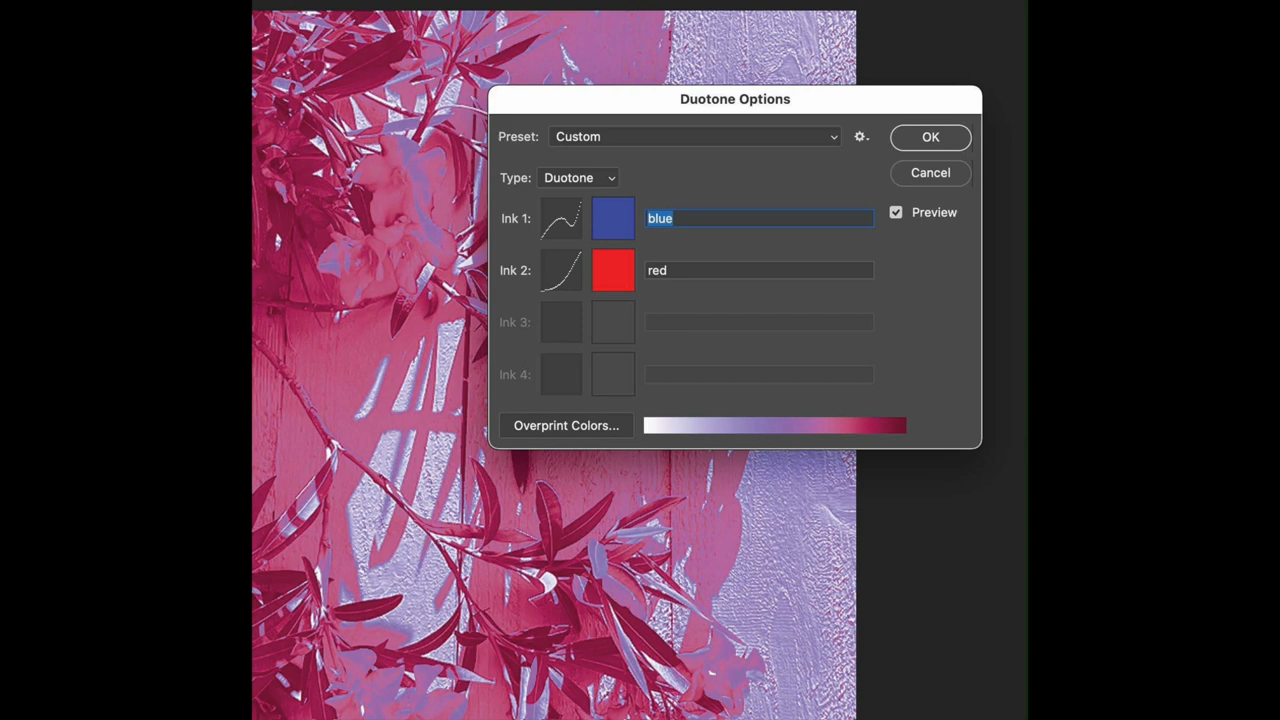 Duotone Options
Preset: Custom
OK
Type: Duotone
Cancel
Ink 1: blue
Preview
Ink 2: red
Ink 3:
Ink 4:
Overprint Colors...